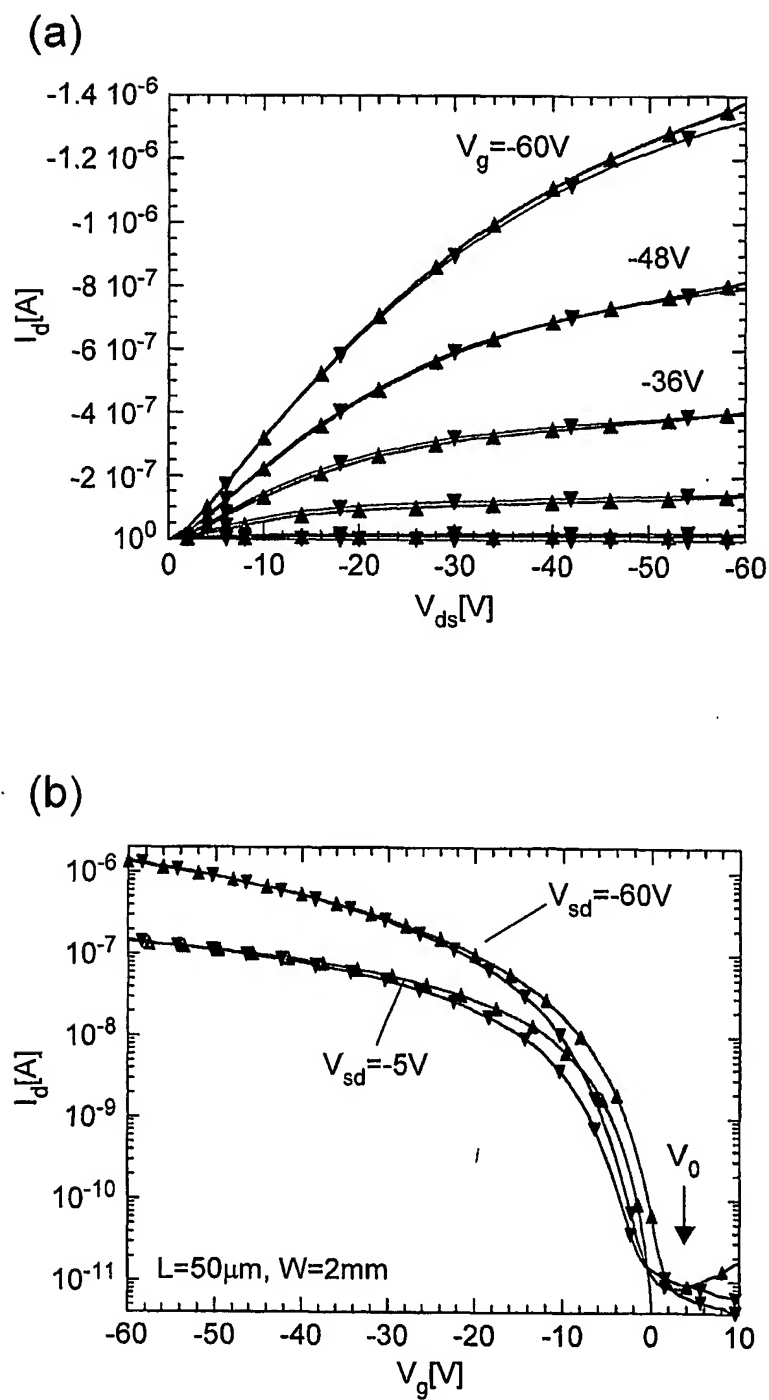 (a)
-1.4 10⁻⁶
-1.2 10⁻⁶
-1 10⁻⁶
-8 10⁻⁷
-6 10⁻⁷
-4 10⁻⁷
-2 10⁻⁷
10⁰
I_d[A]
V_g=-60V
-48V
-36V
0 -10 -20 -30 -40 -50 -60
V_ds[V]
(b)
10⁻⁶
10⁻⁷
10⁻⁸
10⁻⁹
10⁻¹⁰
10⁻¹¹
I_d[A]
V_sd=-60V
V_sd=-5V
V₀
L=50µm, W=2mm
-60 -50 -40 -30 -20 -10 0 10
V_g[V]